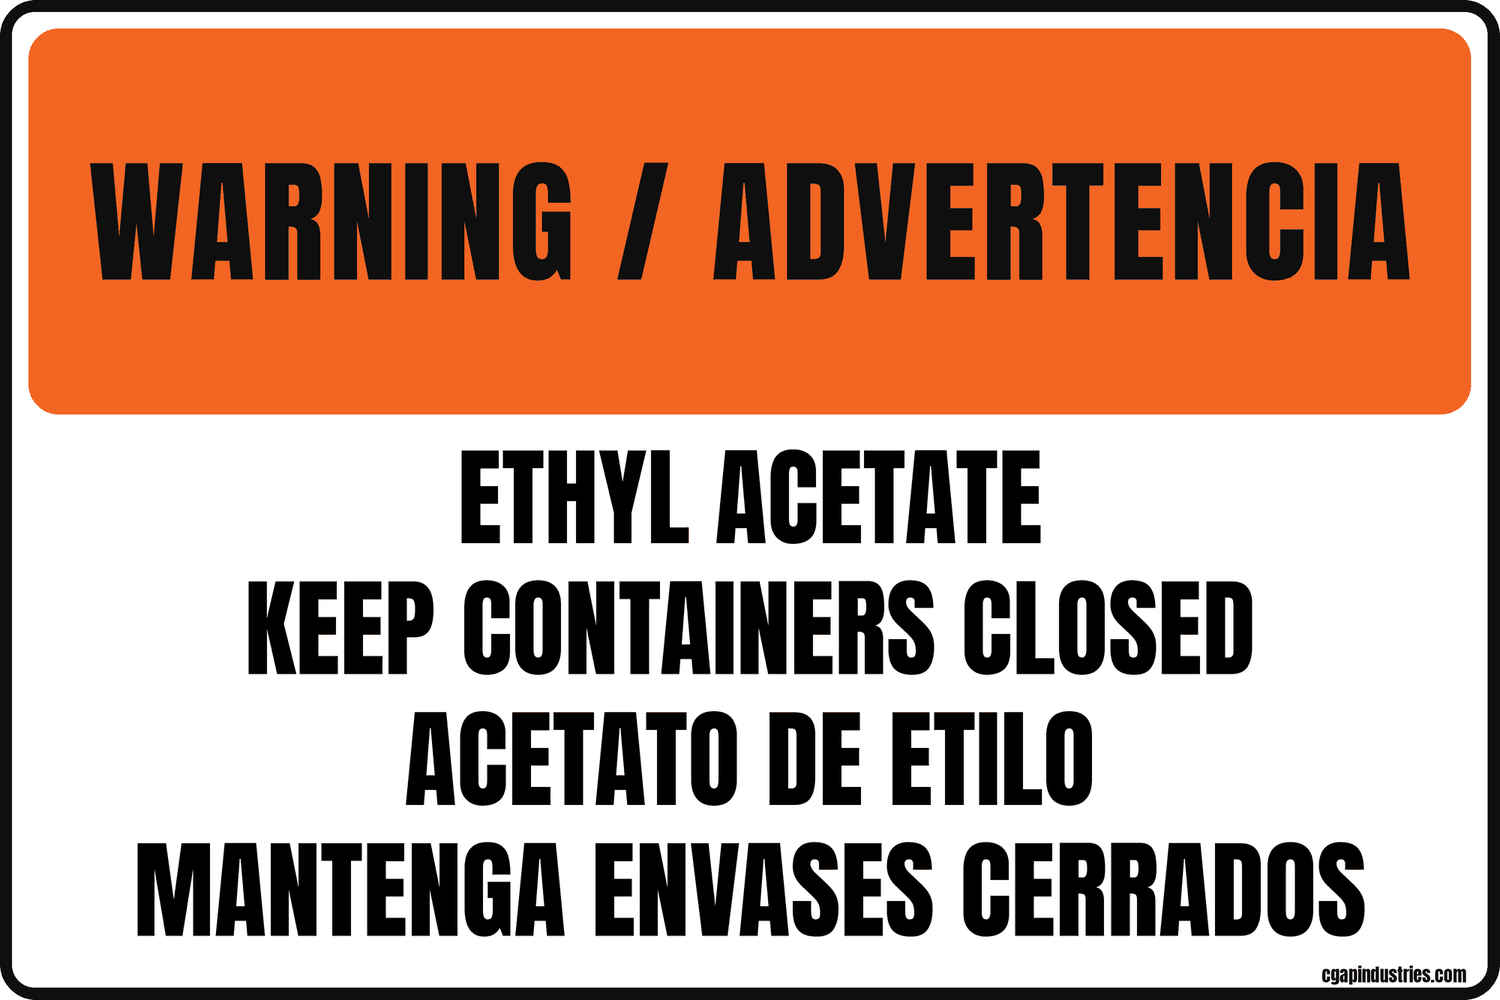 WARNING / ADVERTENCIA
ETHYL ACETATE
KEEP CONTAINERS CLOSED
ACETATO DE ETILO
MANTENGA ENVASES CERRADOS
cgapindustries.com